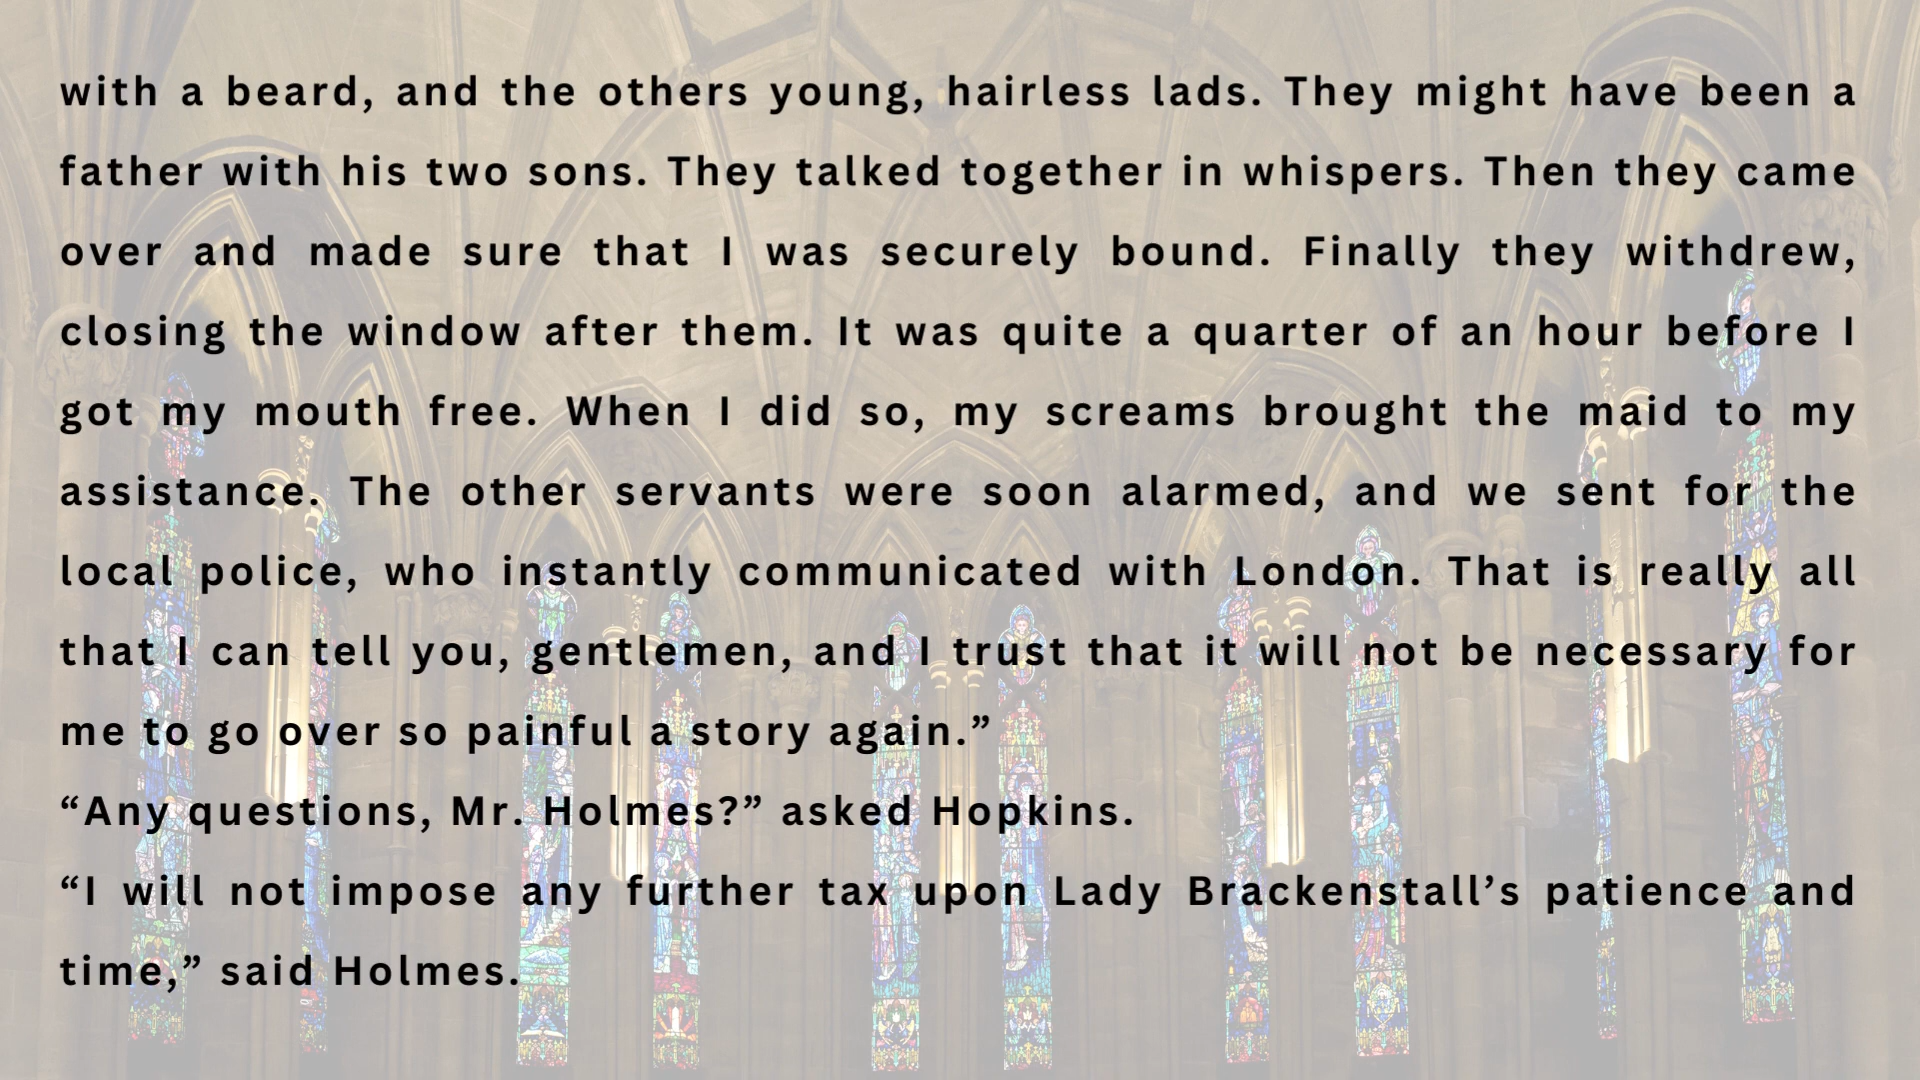 with a beard, and the others young, hairless lads. They might have been a
father with his two sons. They talked together in whispers. Then they came
over and made sure that I was securely bound. Finally they withdrew,
closing the window after them. It was quite a quarter of an hour before I
got my mouth free. When I did so, my screams brought the maid to my
assistance. The other servants were soon alarmed, and we sent for the
local police, who instantly communicated with London. That is really all
that I can tell you, gentlemen, and I trust that it will not be necessary for
me to go over so painful a story again.”
“Any questions, Mr. Holmes?” asked Hopkins.
“I will not impose any further tax upon Lady Brackenstall’s patience and
time,” said Holmes.